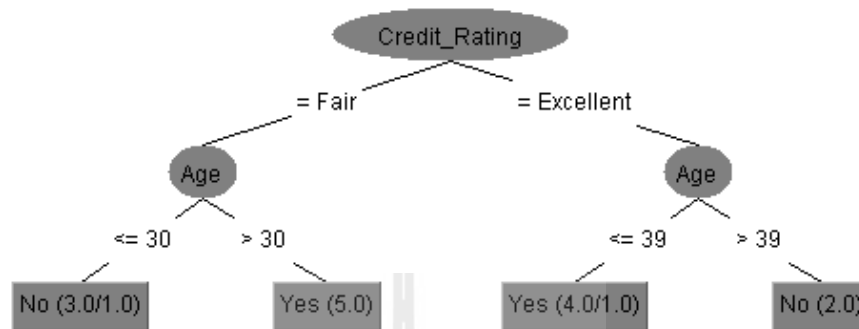 Credit_Rating
= Fair = Excellent
Age Age
<= 30 > 30 <= 39 > 39
No (3.0/1.0) Yes (5.0) Yes (4.0/1.0) No (2.0)